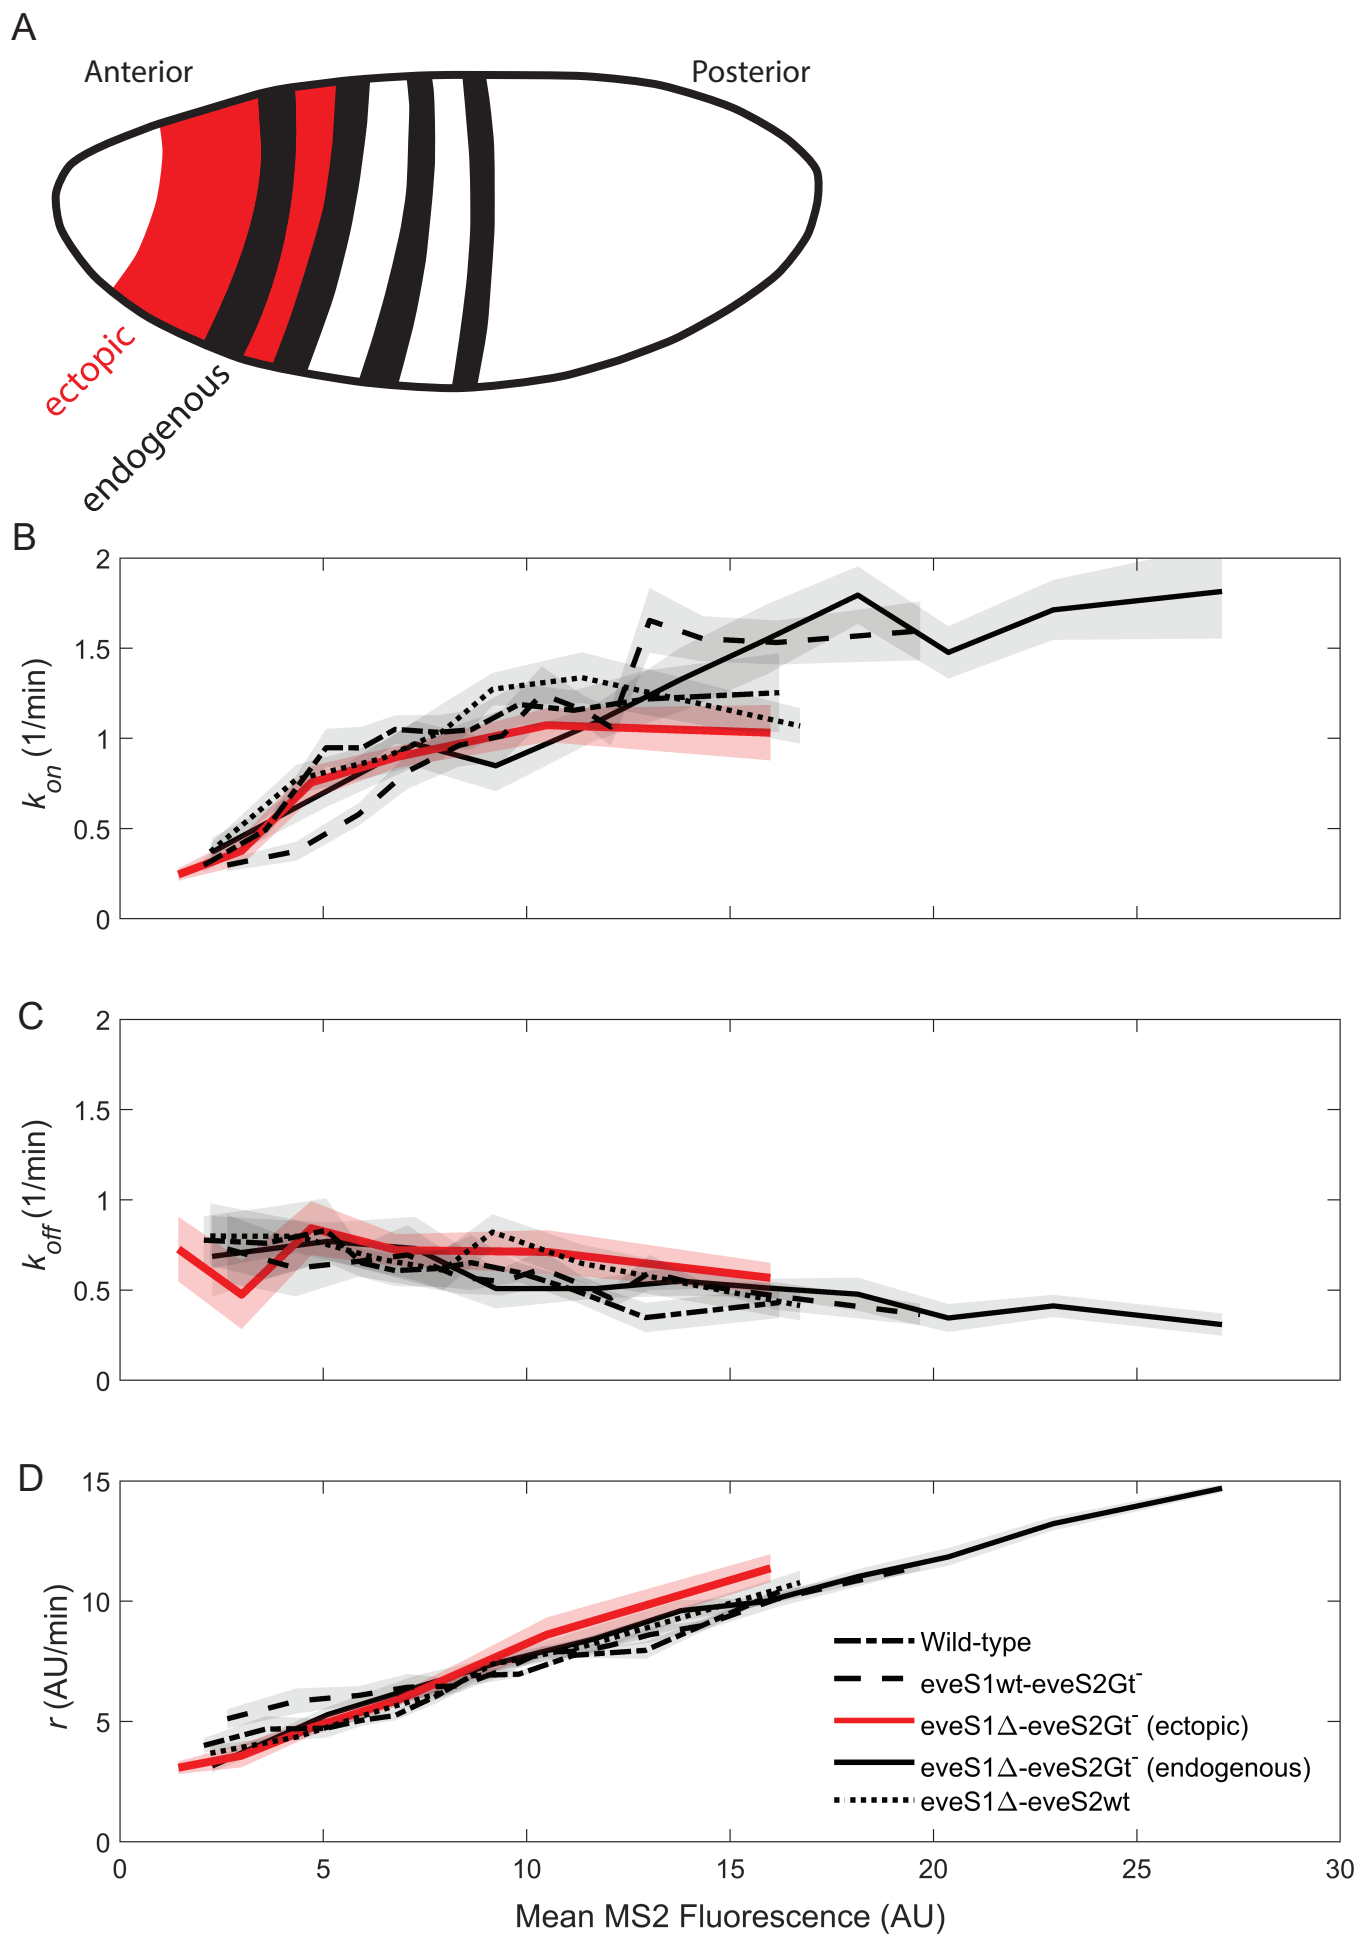 A
Anterior
Posterior
ectopic
endogenous
B
2
1.5
1
0.5
0
k_on (1/min)
C
2
1.5
1
0.5
0
k_off (1/min)
D
15
10
5
0
r (AU/min)
Wild-type
eveS1wt-eveS2Gt⁻
eveS1Δ-eveS2Gt⁻ (ectopic)
eveS1Δ-eveS2Gt⁻ (endogenous)
eveS1Δ-eveS2wt
0 5 10 15 20 25 30
Mean MS2 Fluorescence (AU)